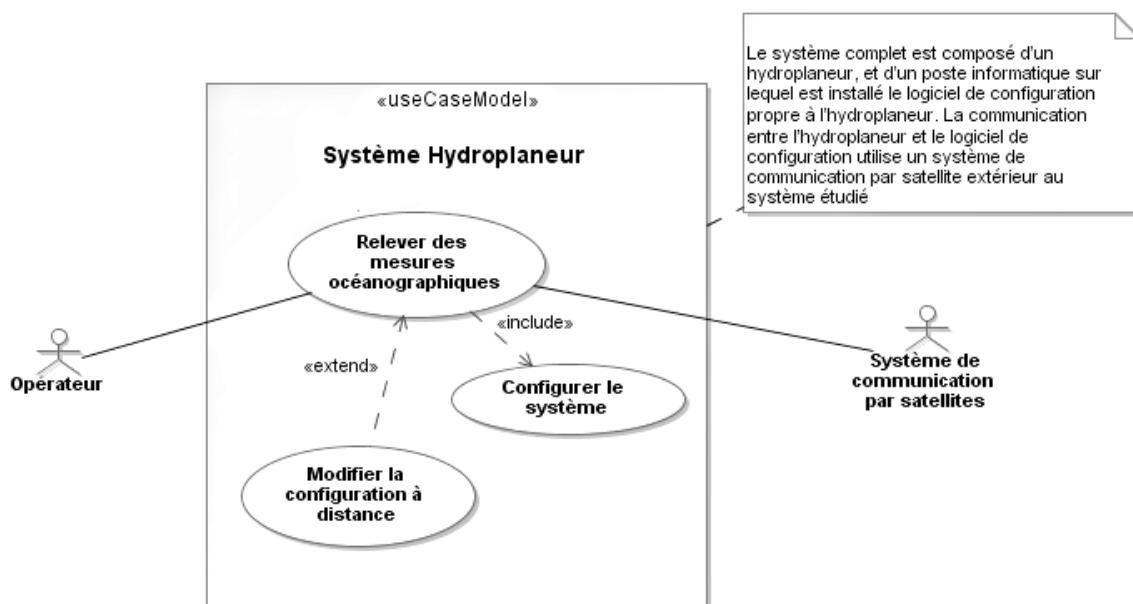 Le système complet est composé d'un
hydroplaneur, et d'un poste informatique sur
lequel est installé le logiciel de configuration
propre à l'hydroplaneur. La communication
entre l'hydroplaneur et le logiciel de
configuration utilise un système de
communication par satellite extérieur au
système étudié
«useCaseModel»
Système Hydroplaneur
Relever des
mesures
océanographiques
«include»
«extend»
Opérateur
Système de
communication
par satellites
Configurer le
système
Modifier la
configuration à
distance